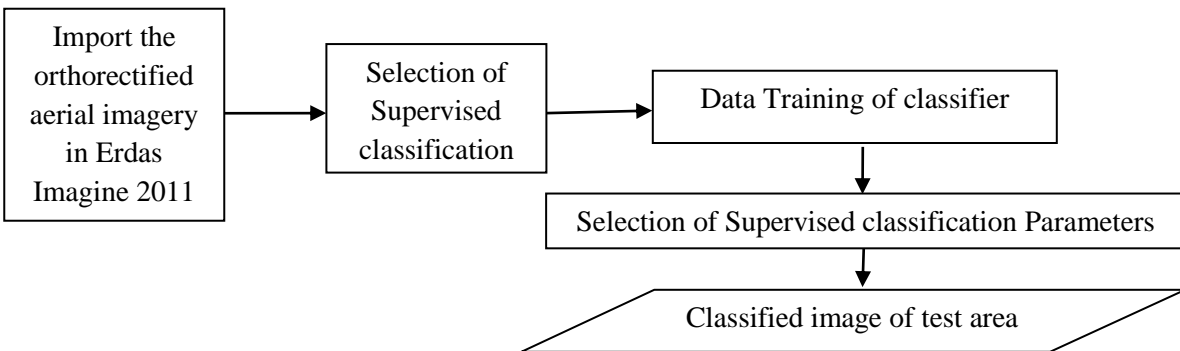 Import the
orthorectified
aerial imagery
in Erdas
Imagine 2011
Selection of
Supervised
classification
Data Training of classifier
Selection of Supervised classification Parameters
Classified image of test area